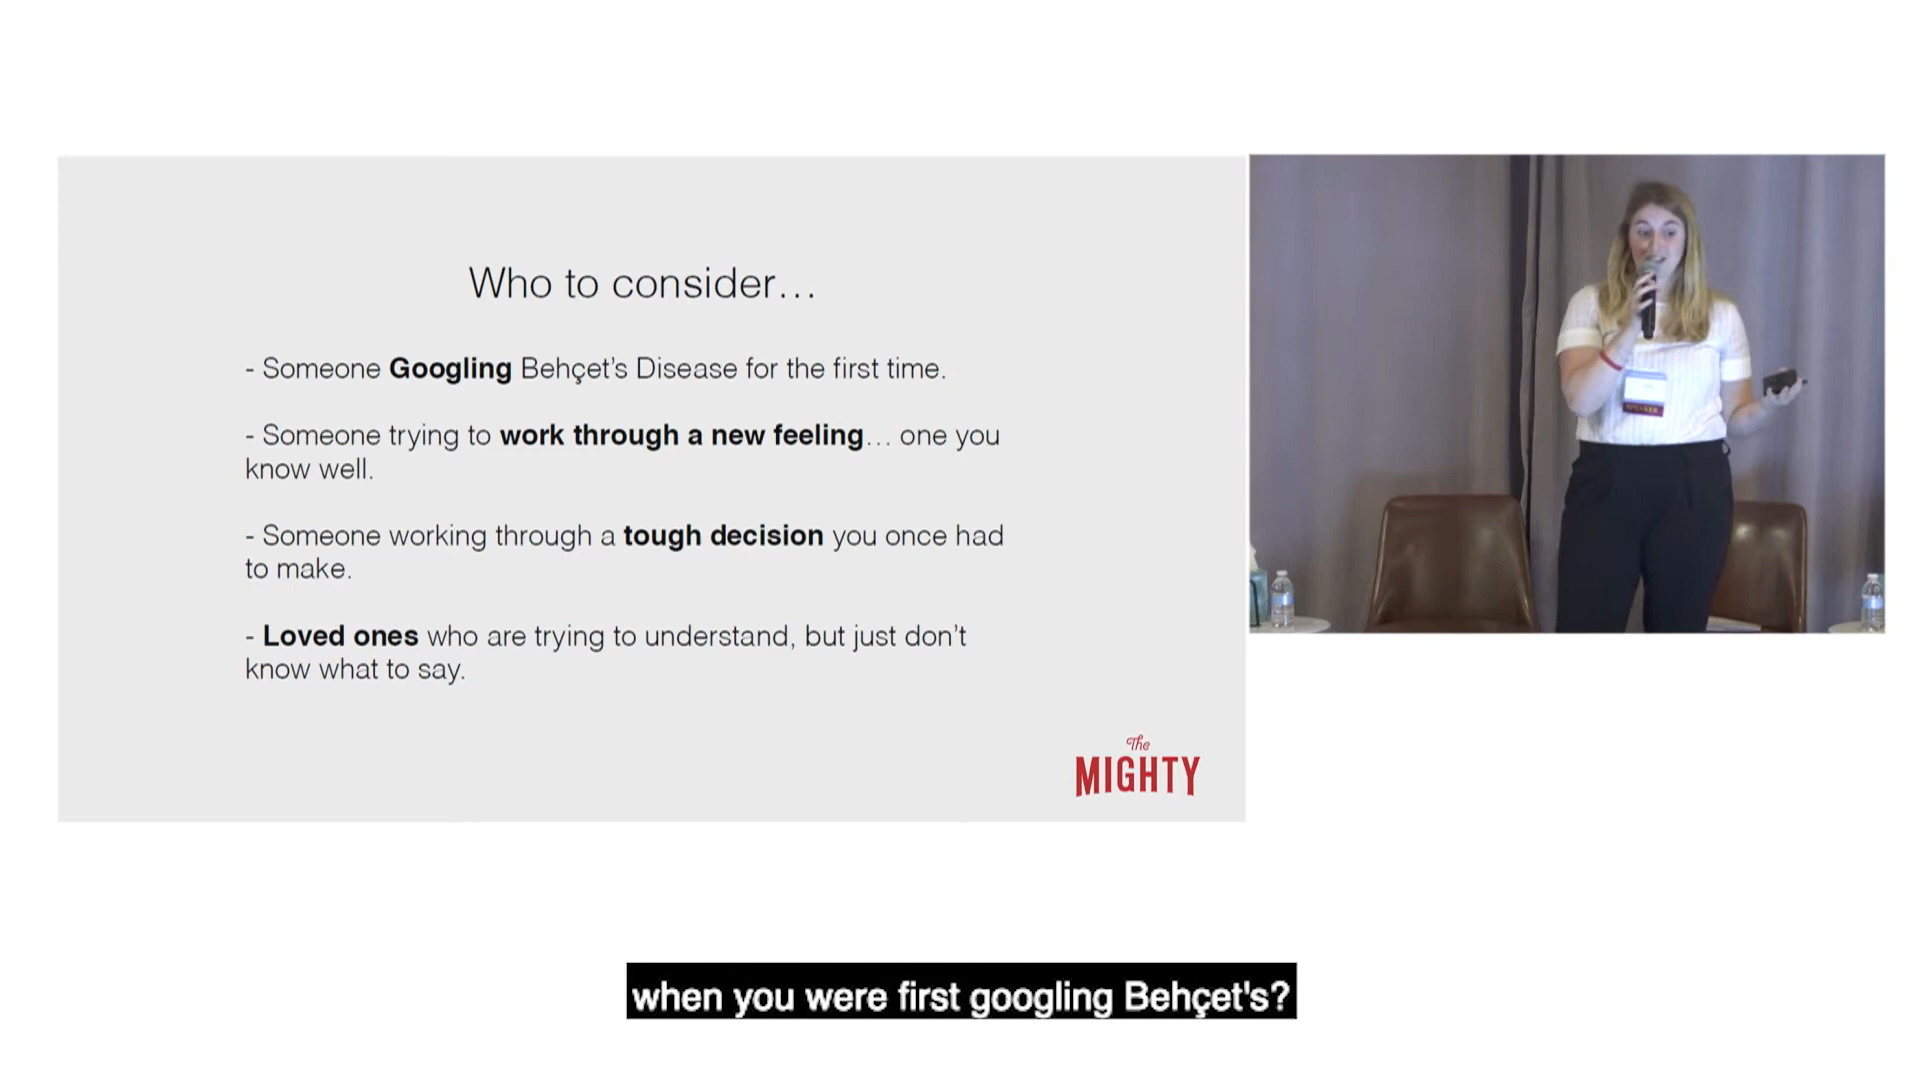 Who to consider…
- Someone Googling Behçet’s Disease for the first time.
- Someone trying to work through a new feeling… one you
know well.
- Someone working through a tough decision you once had
to make.
- Loved ones who are trying to understand, but just don’t
know what to say.
The
MIGHTY
SPEAKER
when you were first googling Behçet's?